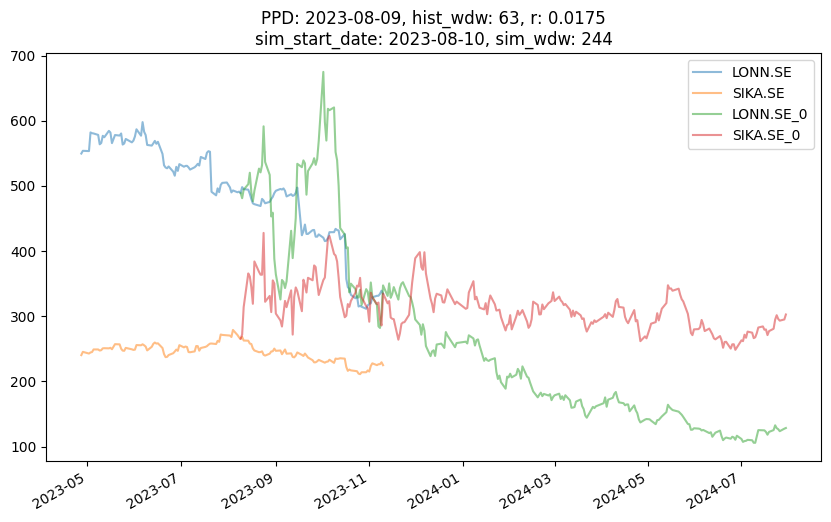 PPD: 2023-08-09, hist_wdw: 63, r: 0.0175
sim_start_date: 2023-08-10, sim_wdw: 244
700
600
500
400
300
200
100
LONN.SE
SIKA.SE
LONN.SE_0
SIKA.SE_0
2023-05
2023-07
2023-09
2023-11
2024-01
2024-03
2024-05
2024-07